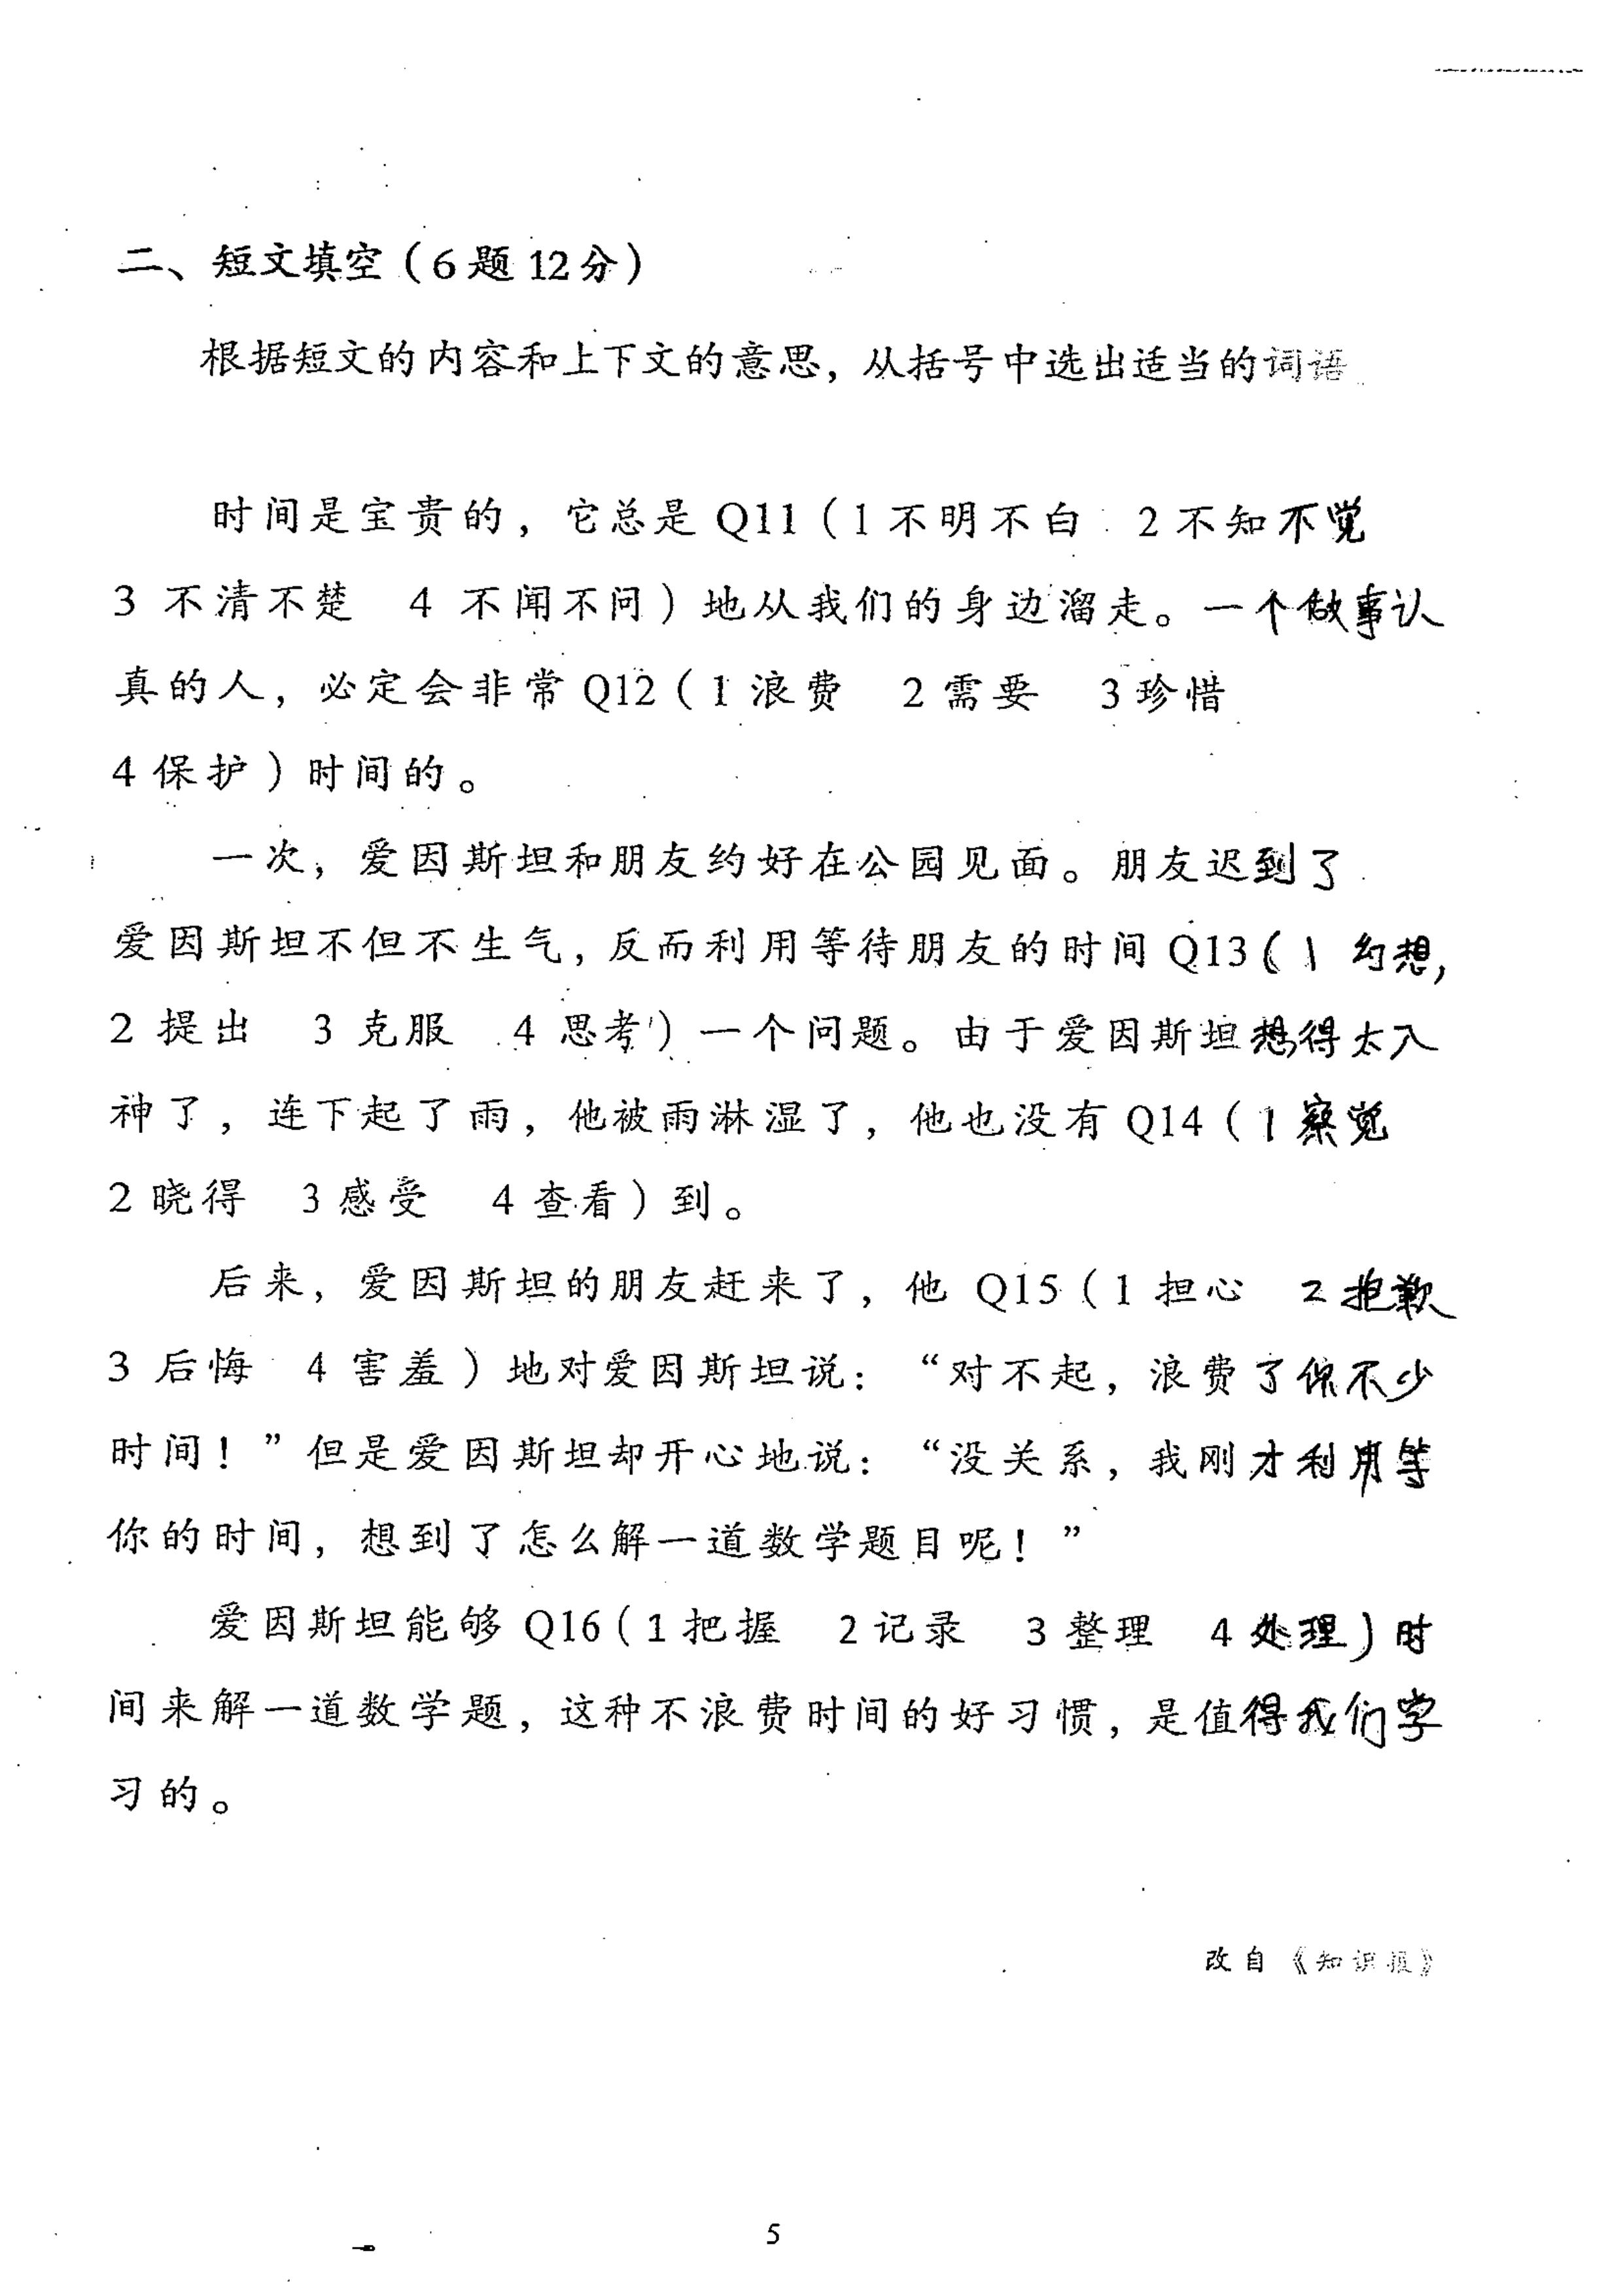 二、短文填空（6题12分）
根据短文的内容和上下文的意思，从括号中选出适当的词语
时间是宝贵的，它总是 Q11（1 不明不白 2 不知不觉
3 不清不楚 4 不闻不问）地从我们的身边溜走。一个做事认
真的人，必定会非常 Q12（1 浪费 2 需要 3 珍惜
4 保护）时间的。
一次，爱因斯坦和朋友约好在公园见面。朋友迟到了
爱因斯坦不但不生气，反而利用等待朋友的时间 Q13（1 幻想，
2 提出 3 克服 4 思考）一个问题。由于爱因斯坦想得太入
神了，连下起了雨，他被雨淋湿了，他也没有 Q14（1 察觉
2 晓得 3 感受 4 查看）到。
后来，爱因斯坦的朋友赶来了，他 Q15（1 担心 2 抱歉
3 后悔 4 害羞）地对爱因斯坦说：“对不起，浪费了你不少
时间！”但是爱因斯坦却开心地说：“没关系，我刚才利用等
你的时间，想到了怎么解一道数学题目呢！”
爱因斯坦能够 Q16（1 把握 2 记录 3 整理 4 处理）时
间来解一道数学题，这种不浪费时间的好习惯，是值得我们学
习的。
改自《知识报》
5